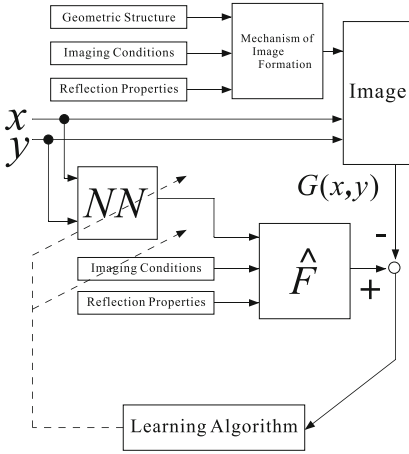 Geometric Structure
Imaging Conditions
Reflection Properties
Mechanism of
Image
Formation
Image
x
y
G(x,y)
NN
-
Imaging Conditions
Reflection Properties
F̂
+
Learning Algorithm